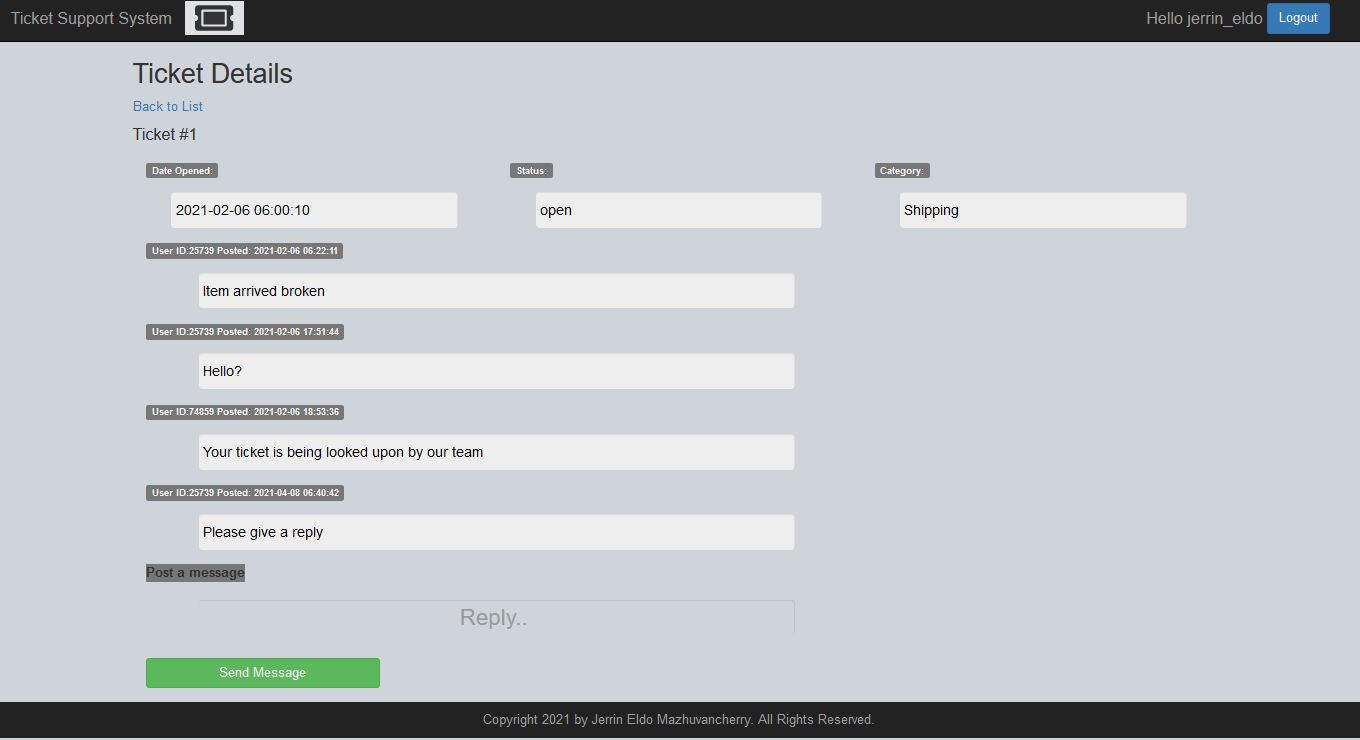 Ticket Support System
Hello jerrin_eldo Logout
Ticket Details
Back to List
Ticket #1
Date Opened: Status: Category:
2021-02-06 06:00:10 open Shipping
User ID:25739 Posted: 2021-02-06 06:22:11
Item arrived broken
User ID:25739 Posted: 2021-02-06 17:51:44
Hello?
User ID:74859 Posted: 2021-02-06 18:53:36
Your ticket is being looked upon by our team
User ID:25739 Posted: 2021-04-08 06:40:42
Please give a reply
Post a message
Reply..
Send Message
Copyright 2021 by Jerrin Eldo Mazhuvancherry. All Rights Reserved.